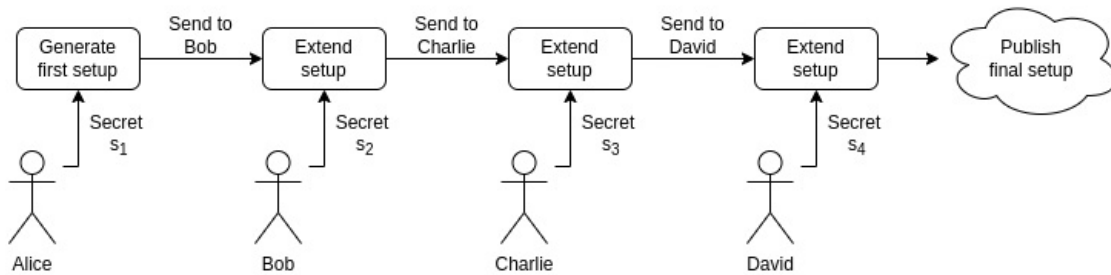 Generate
first setup
Send to
Bob
Extend
setup
Send to
Charlie
Extend
setup
Send to
David
Extend
setup
Publish
final setup
Secret
s1
Secret
s2
Secret
s3
Secret
s4
Alice
Bob
Charlie
David